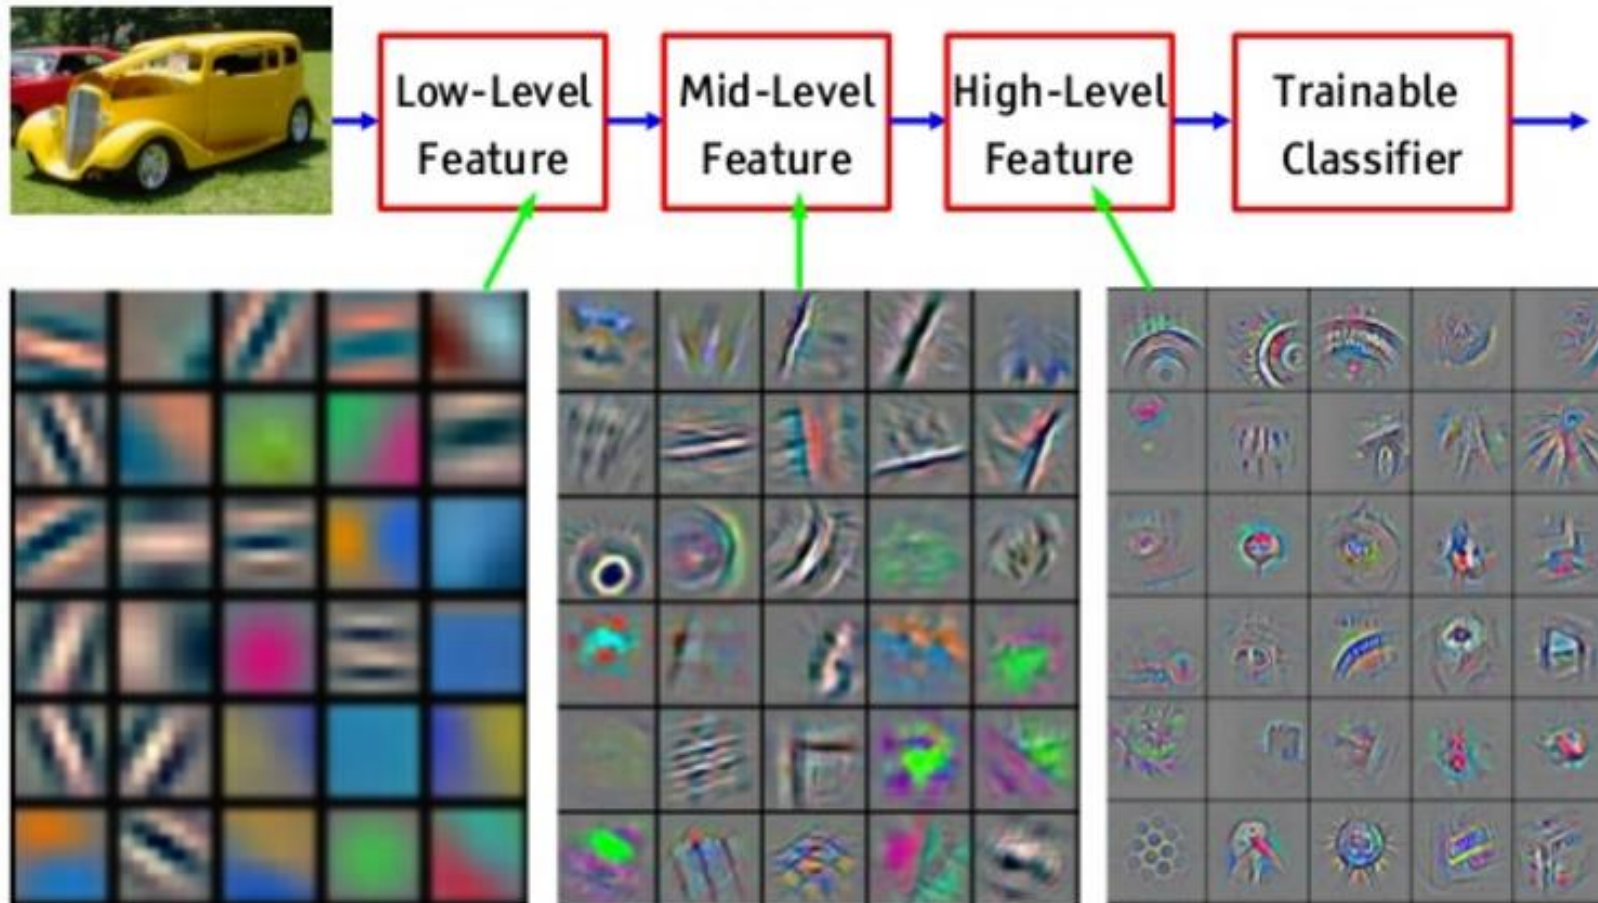 Low-Level
Feature
Mid-Level
Feature
High-Level
Feature
Trainable
Classifier